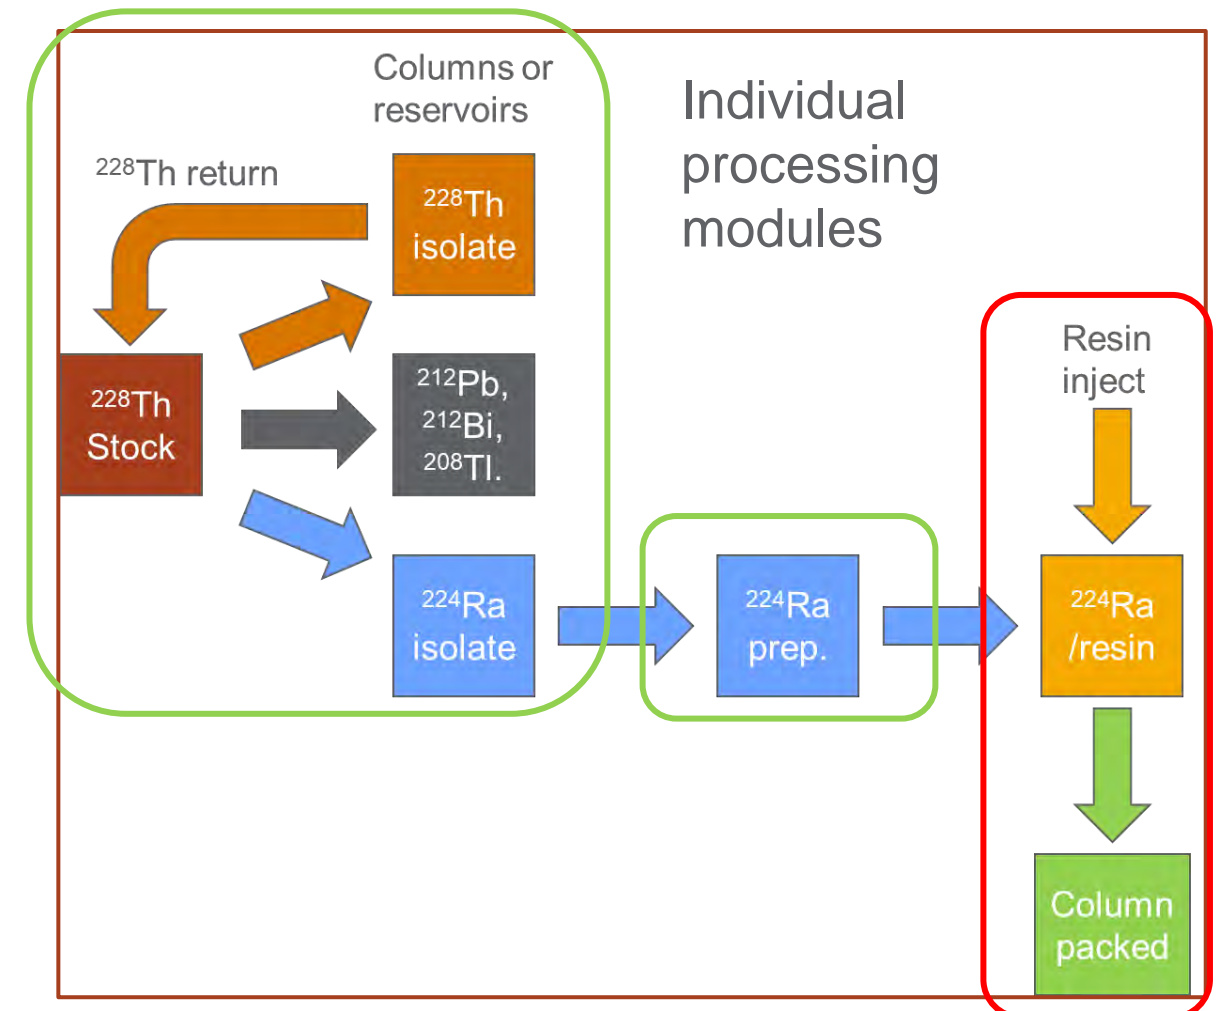 Columns or
reservoirs
Individual
processing
modules
²²⁸Th return
²²⁸Th
isolate
²²⁸Th
Stock
²¹²Pb,
²¹²Bi,
²⁰⁸Tl.
Resin
inject
²²⁴Ra
isolate
²²⁴Ra
prep.
²²⁴Ra
/resin
Column
packed